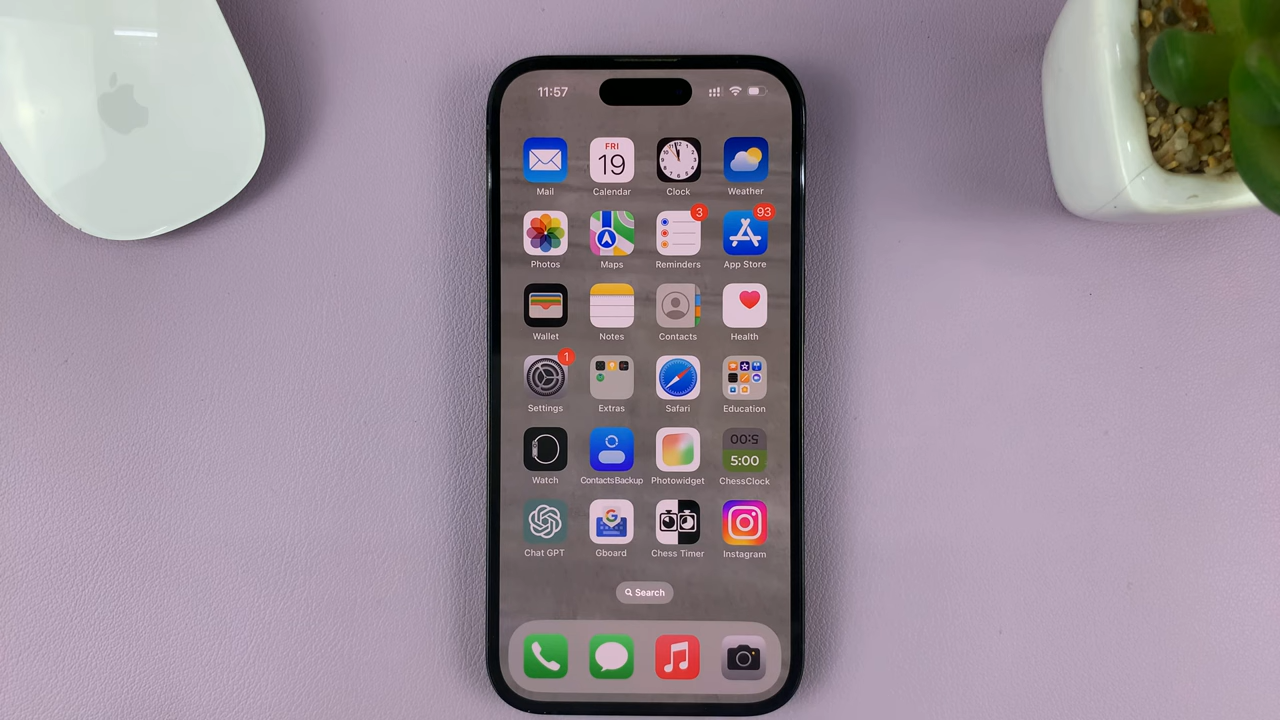 11:57
FRI
19
Mail
Calendar
Clock
Weather
3
93
Photos
Maps
Reminders
App Store
Wallet
Notes
Contacts
Health
1
Settings
Extras
Safari
Education
00:5
5:00
Watch
ContactsBackup
Photowidget
ChessClock
Chat GPT
Gboard
Chess Timer
Instagram
Search